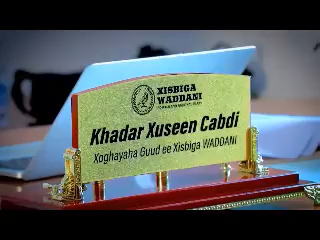 XISBIGA
WADDANI
Khadar Xuseen Cabdi
Xoghayaha Guud ee Xisbiga WADDANI